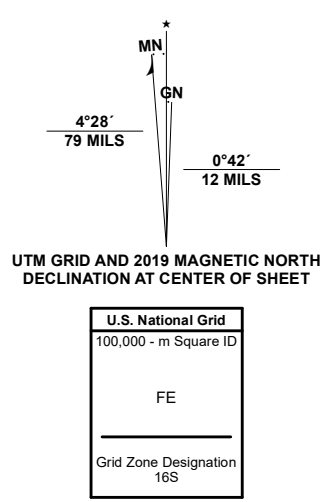 MN
GN
4°28´
79 MILS
0°42´
12 MILS
UTM GRID AND 2019 MAGNETIC NORTH
DECLINATION AT CENTER OF SHEET
U.S. National Grid
100,000 - m Square ID
FE
Grid Zone Designation
16S